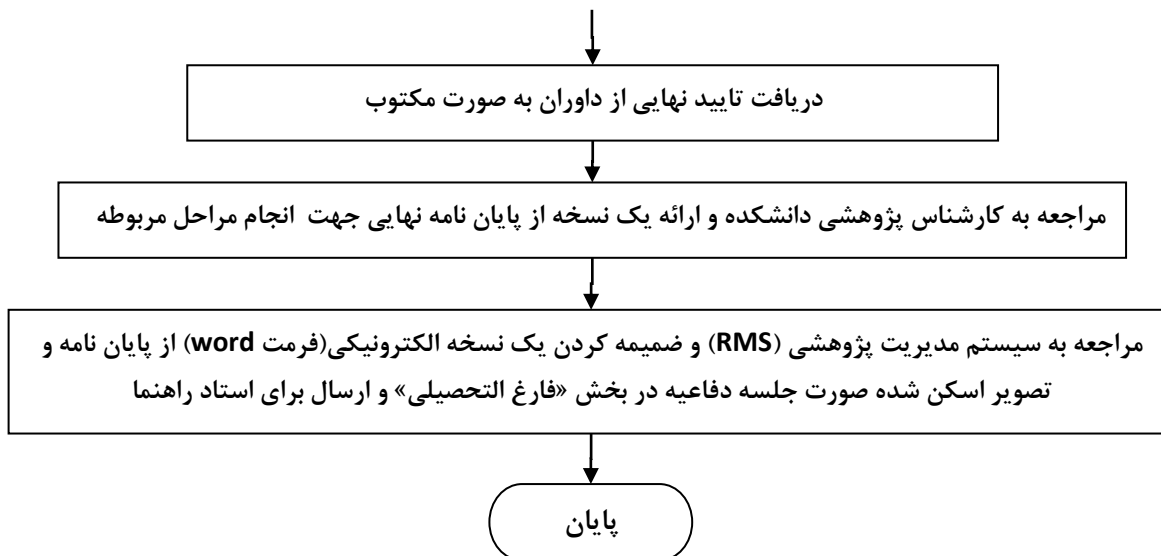 دریافت تایید نهایی از داوران به صورت مکتوب
مراجعه به کارشناس پژوهشی دانشکده و ارائه یک نسخه از پایان نامه نهایی جهت انجام مراحل مربوطه
مراجعه به سیستم مدیریت پژوهشی (RMS) و ضمیمه کردن یک نسخه الکترونیکی(فرمت word) از پایان نامه و
تصویر اسکن شده صورت جلسه دفاعیه در بخش «فارغ التحصیلی» و ارسال برای استاد راهنما
پایان